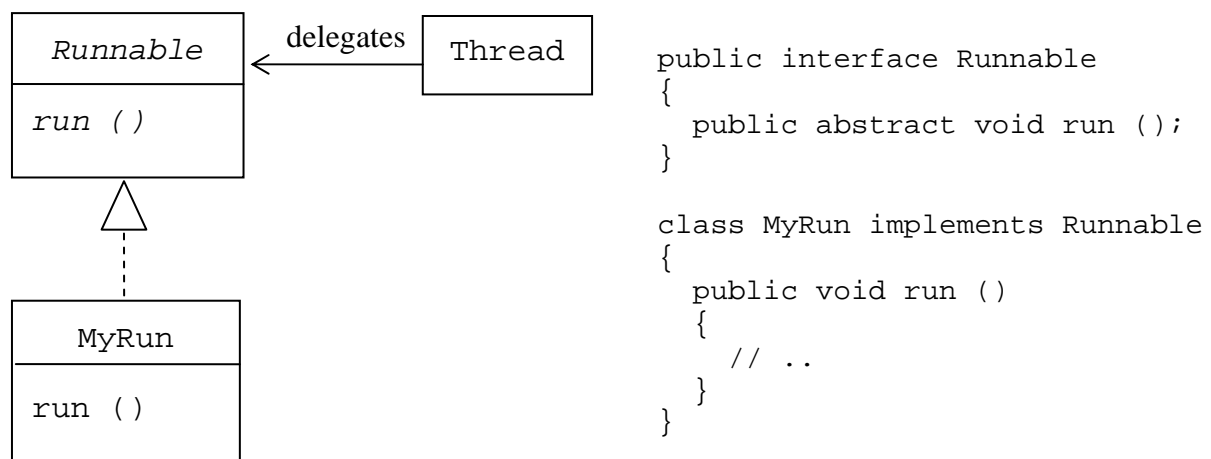 Runnable
run ()
delegates
Thread
MyRun
run ()
public interface Runnable
{
  public abstract void run ();
}
class MyRun implements Runnable
{
  public void run ()
  {
    // ..
  }
}